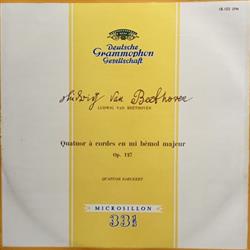 Deutsche
Grammophon
Gesellschaft
Ludwig van Beethoven
LUDWIG VAN BEETHOVEN
Quatuor à cordes en mi bémol majeur
Op. 127
QUATUOR KOECKERT
MICROSILLON
33⅓